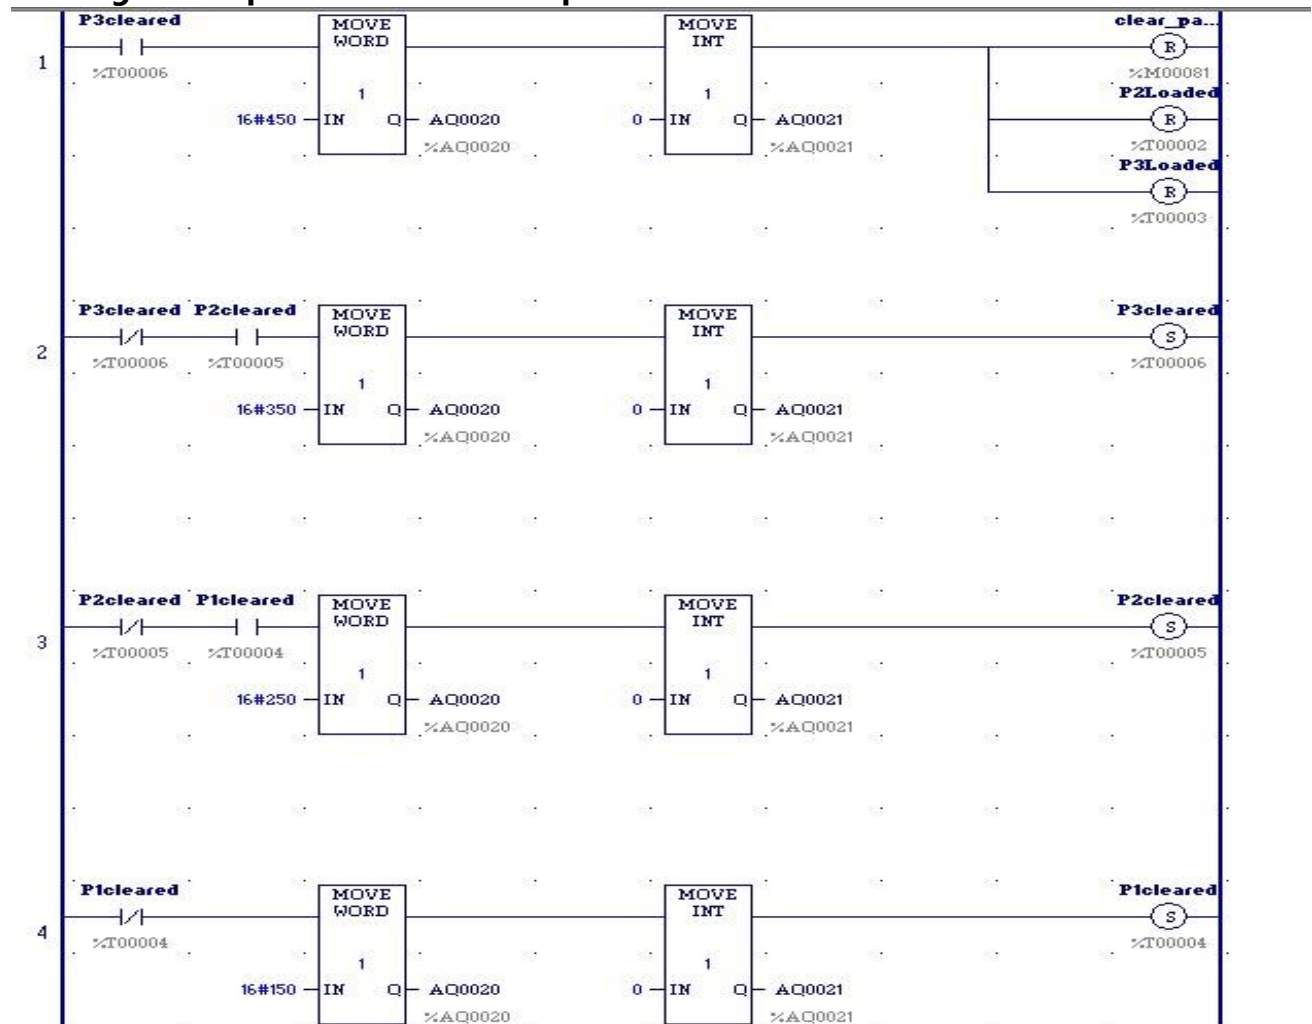 P3cleared MOVE WORD MOVE INT clear_pa...
R
1
%T00006 %M00081
1 1 P2Loaded
16#450 IN Q AQ0020 0 IN Q AQ0021 R
%AQ0020 %AQ0021 %T00002
P3Loaded
R
%T00003
P3cleared P2cleared MOVE WORD MOVE INT P3cleared
S
2
%T00006 %T00005 %T00006
1 1
16#350 IN Q AQ0020 0 IN Q AQ0021
%AQ0020 %AQ0021
P2cleared P1cleared MOVE WORD MOVE INT P2cleared
S
3
%T00005 %T00004 %T00005
1 1
16#250 IN Q AQ0020 0 IN Q AQ0021
%AQ0020 %AQ0021
P1cleared MOVE WORD MOVE INT P1cleared
S
4
%T00004 %T00004
1 1
16#150 IN Q AQ0020 0 IN Q AQ0021
%AQ0020 %AQ0021